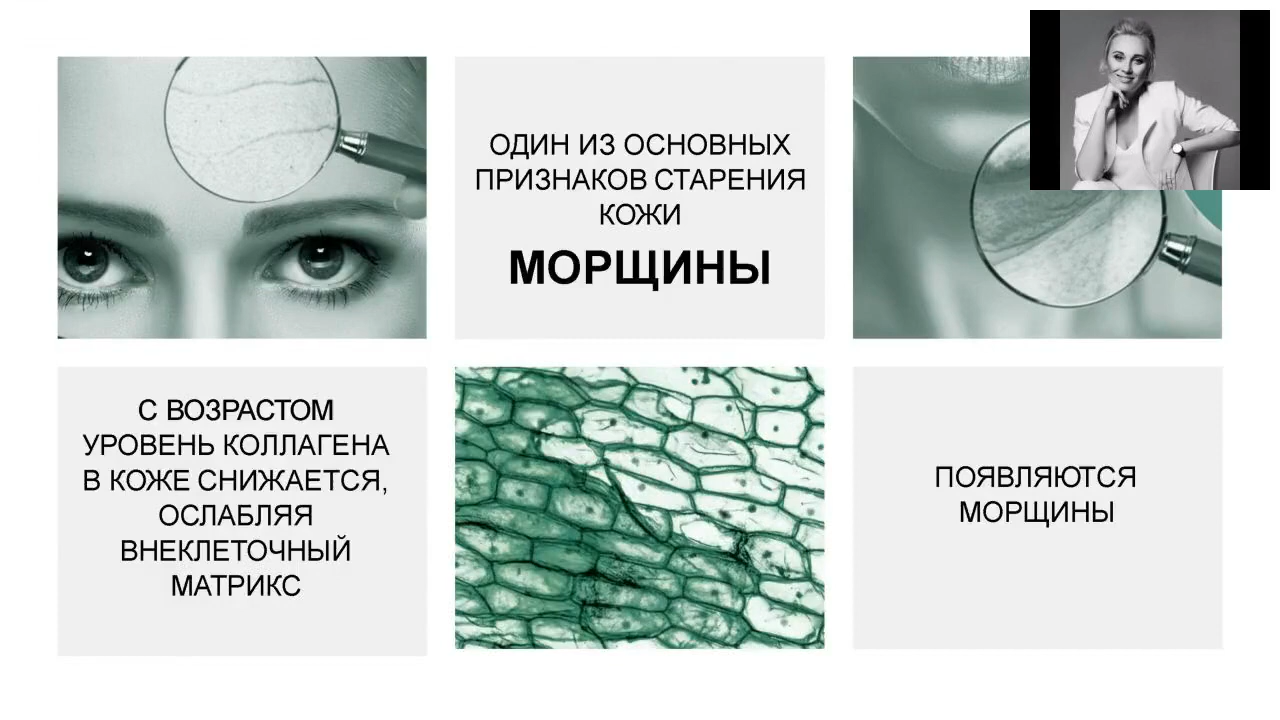 ОДИН ИЗ ОСНОВНЫХ
ПРИЗНАКОВ СТАРЕНИЯ
КОЖИ
МОРЩИНЫ
С ВОЗРАСТОМ
УРОВЕНЬ КОЛЛАГЕНА
В КОЖЕ СНИЖАЕТСЯ,
ОСЛАБЛЯЯ
ВНЕКЛЕТОЧНЫЙ
МАТРИКС
ПОЯВЛЯЮТСЯ
МОРЩИНЫ